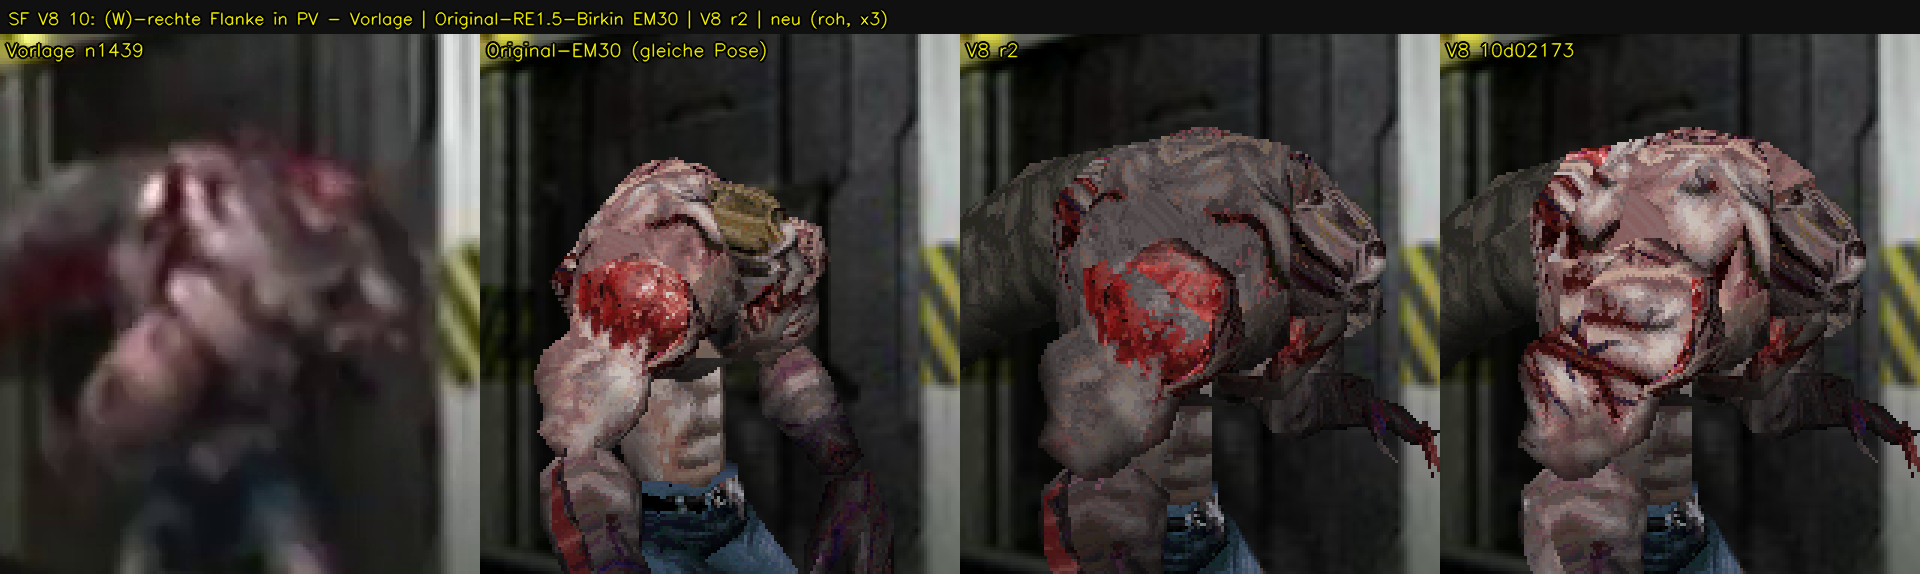 SF V8 10: (W)-rechte Flanke in PV - Vorlage | Original-RE1.5-Birkin EM30 | V8 r2 | neu (roh, x3)
Vorlage n1439
Original-EM30 (gleiche Pose)
V8 r2
V8 10d02173